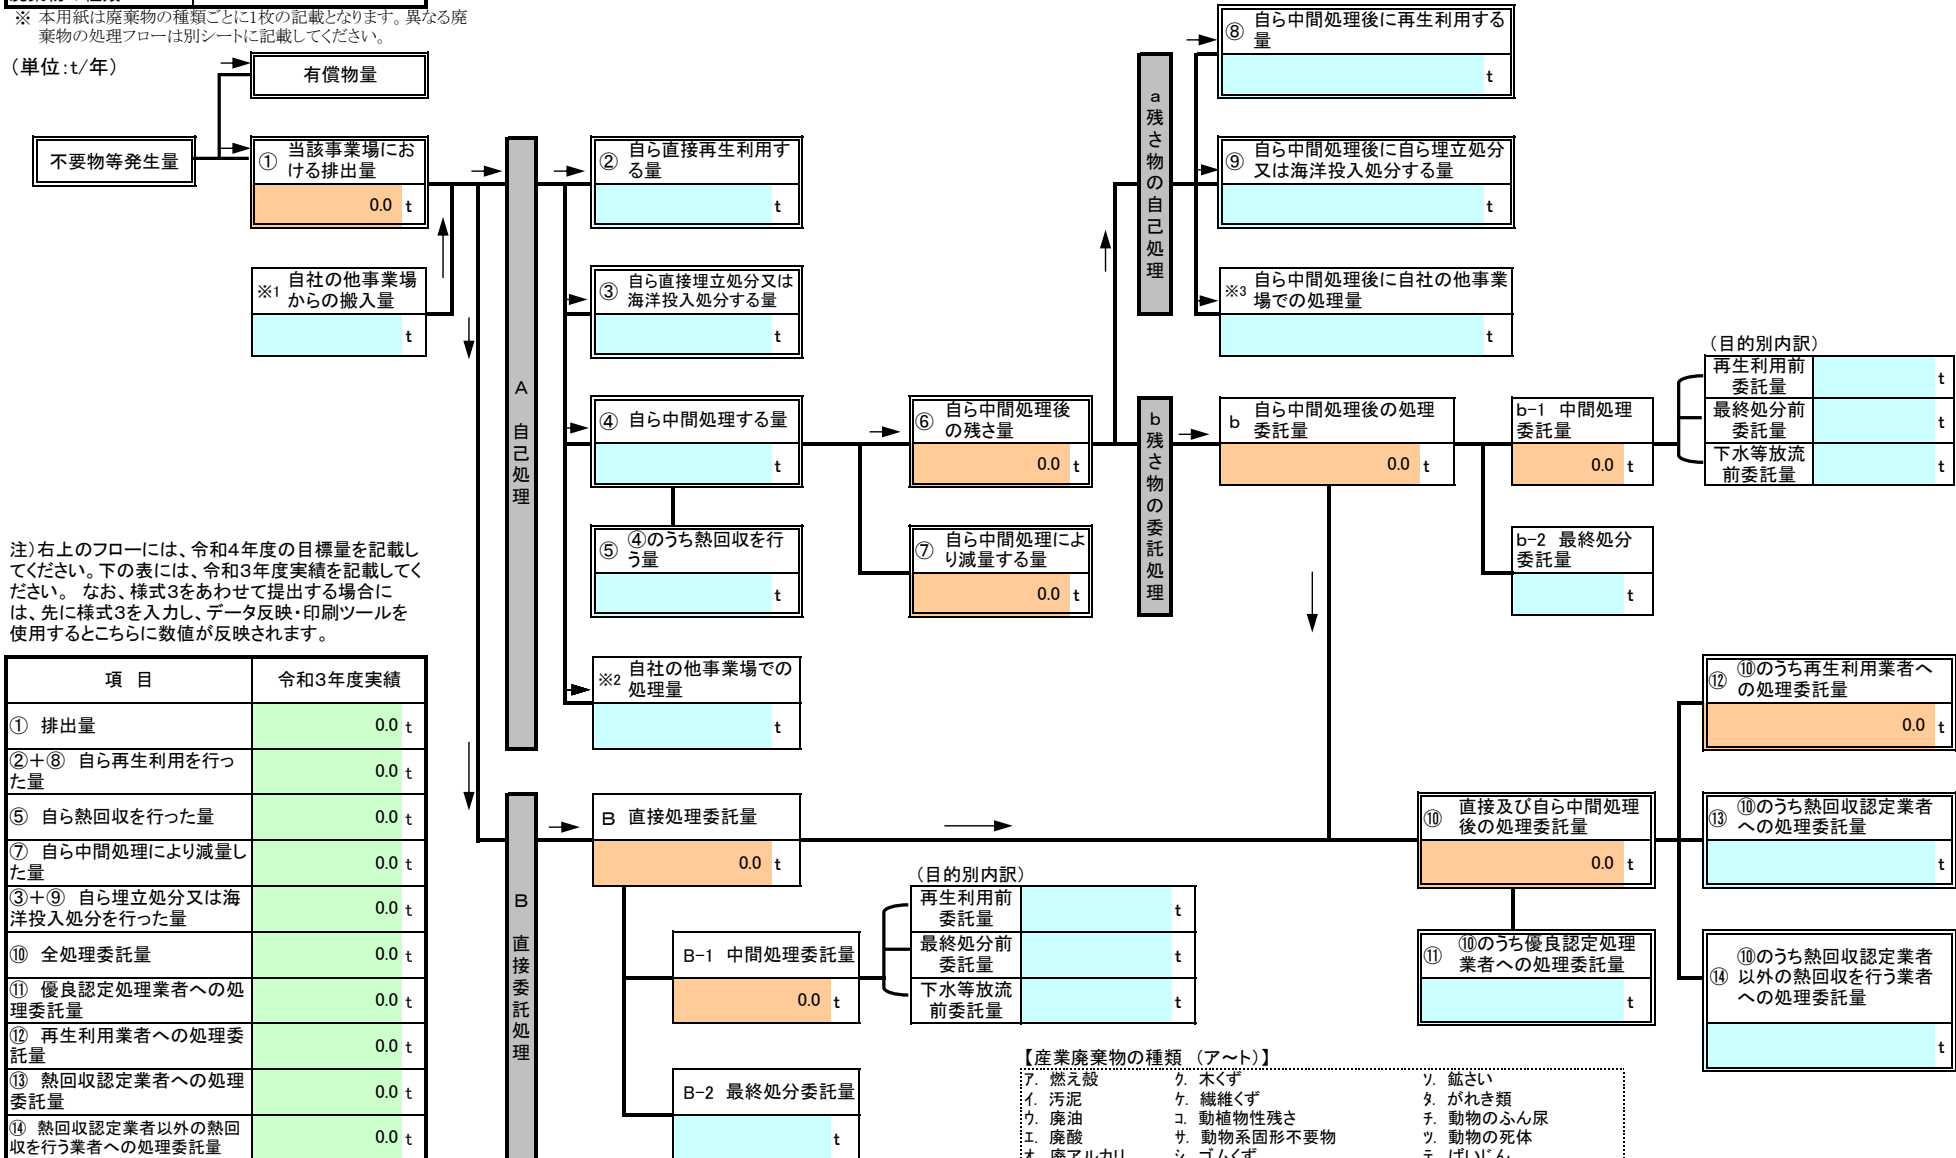 ※ 本用紙は廃棄物の種類ごとに1枚の記載となります。異なる廃
棄物の処理フローは別シートに記載してください。
(単位:t/年)
有償物量
不要物等発生量
① 当該事業場にお
ける排出量
0.0 t
※1 自社の他事業場
からの搬入量
t
A 自己処理
② 自ら直接再生利用す
る量
t
③ 自ら直接埋立処分又は
海洋投入処分する量
t
④ 自ら中間処理する量
t
⑤ ④のうち熱回収を行
う量
t
※2 自社の他事業場での
処理量
t
⑥ 自ら中間処理後
の残さ量
0.0 t
⑦ 自ら中間処理によ
り減量する量
0.0 t
a 残さ物の自己処理
⑧ 自ら中間処理後に再生利用する
量
t
⑨ 自ら中間処理後に自ら埋立処分
又は海洋投入処分する量
t
※3 自ら中間処理後に自社の他事業
場での処理量
t
b 残さ物の委託処理
b 自ら中間処理後の処理
委託量
0.0 t
b-1 中間処理
委託量
0.0 t
(目的別内訳)
再生利用前
委託量
t
最終処分前
委託量
t
下水等放流
前委託量
t
b-2 最終処分
委託量
t
注)右上のフローには、令和4年度の目標量を記載し
てください。下の表には、令和3年度実績を記載してく
ださい。 なお、様式3をあわせて提出する場合に
は、先に様式3を入力し、データ反映・印刷ツールを
使用するとこちらに数値が反映されます。
項 目 令和3年度実績
① 排出量 0.0 t
②+⑧ 自ら再生利用を行っ
た量 0.0 t
⑤ 自ら熱回収を行った量 0.0 t
⑦ 自ら中間処理により減量し
た量 0.0 t
③+⑨ 自ら埋立処分又は海
洋投入処分を行った量 0.0 t
⑩ 全処理委託量 0.0 t
⑪ 優良認定処理業者への処
理委託量 0.0 t
⑫ 再生利用業者への処理委
託量 0.0 t
⑬ 熱回収認定業者への処理
委託量 0.0 t
⑭ 熱回収認定業者以外の熱回
収を行う業者への処理委託量 0.0 t
B 直接委託処理
B 直接処理委託量
0.0 t
B-1 中間処理委託量
0.0 t
(目的別内訳)
再生利用前
委託量
t
最終処分前
委託量
t
下水等放流
前委託量
t
B-2 最終処分委託量
t
⑩ 直接及び自ら中間処理
後の処理委託量
0.0 t
⑪ ⑩のうち優良認定処理
業者への処理委託量
t
⑫ ⑩のうち再生利用業者へ
の処理委託量
0.0 t
⑬ ⑩のうち熱回収認定業者
への処理委託量
t
⑭ ⑩のうち熱回収認定業者
以外の熱回収を行う業者
への処理委託量
t
【産業廃棄物の種類 (ア~ト)】
ア. 燃え殻 ク. 木くず ソ. 鉱さい
イ. 汚泥 ケ. 繊維くず タ. がれき類
ウ. 廃油 コ. 動植物性残さ チ. 動物のふん尿
エ. 廃酸 サ. 動物系固形不要物 ツ. 動物の死体
オ. 廃アルカリ シ. ゴムくず テ. ばいじん